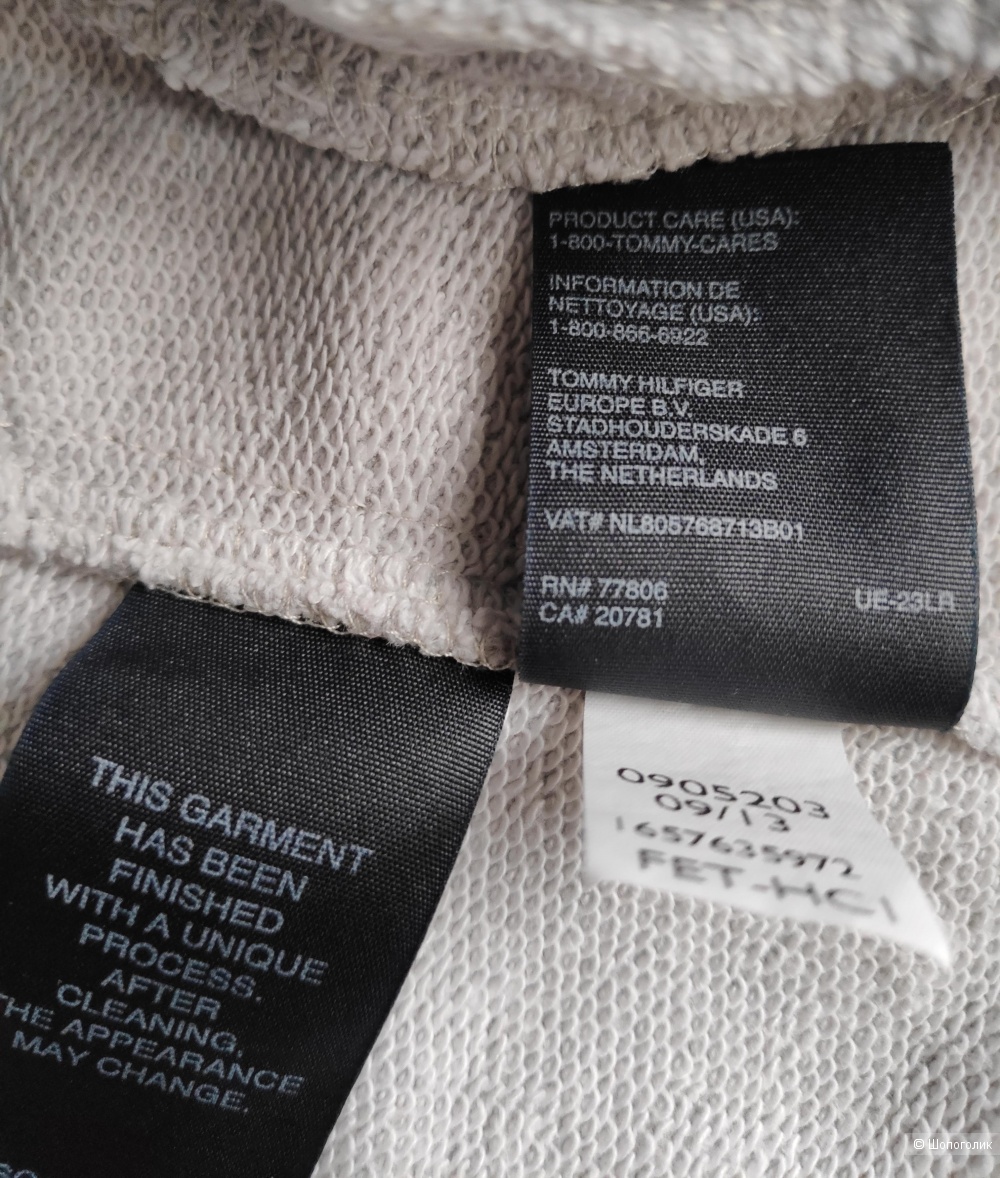 PRODUCT CARE (USA):
1-800-TOMMY-CARES
INFORMATION DE
NETTOYAGE (USA):
1-800-866-6922
TOMMY HILFIGER
EUROPE B.V.
STADHOUDERSKADE 6
AMSTERDAM,
THE NETHERLANDS
VAT# NL805768713B01
RN# 77806
CA# 20781
UE-23LR
THIS GARMENT
HAS BEEN
FINISHED
WITH A UNIQUE
PROCESS.
AFTER
CLEANING,
THE APPEARANCE
MAY CHANGE.
0905203
09/13
1657635972
FET-HC
© Шопоголик